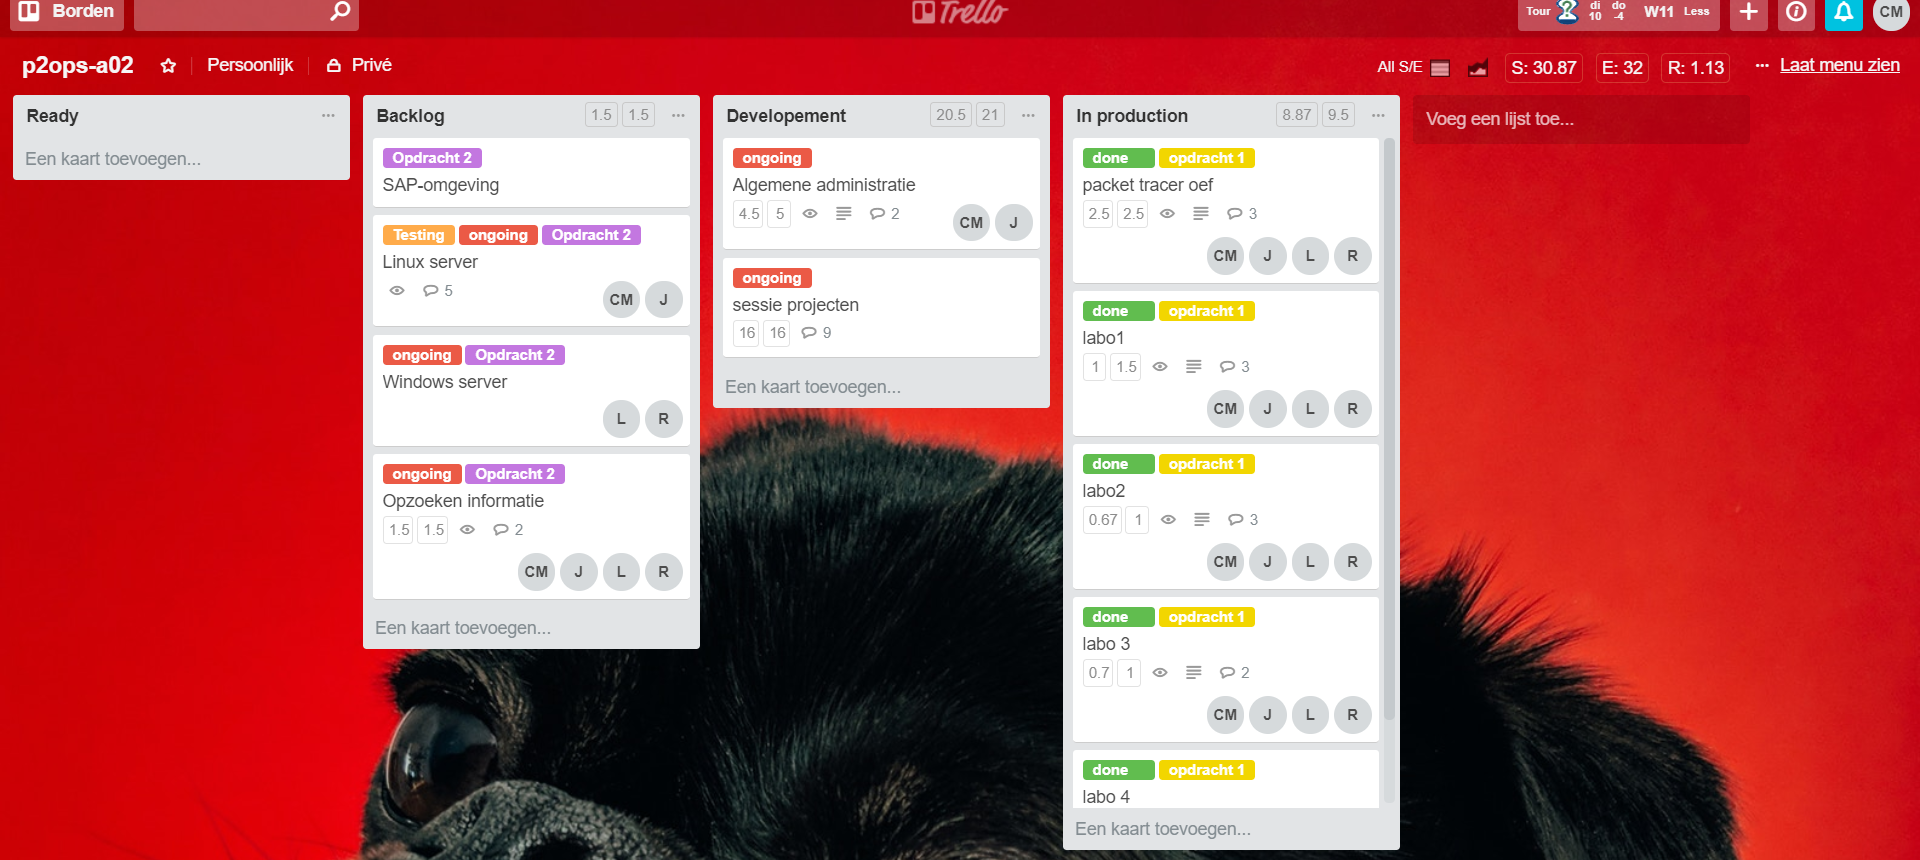 Borden
Trello
Tour di 10 do -4 W11 Less
CM
p2ops-a02 Persoonlijk Privé
All S/E S: 30.87 E: 32 R: 1.13 ... Laat menu zien
Ready ...
Een kaart toevoegen...
Backlog 1.5 1.5 ...
Opdracht 2
SAP-omgeving
Testing ongoing Opdracht 2
Linux server
5
CM J
ongoing Opdracht 2
Windows server
L R
ongoing Opdracht 2
Opzoeken informatie
1.5 1.5 2
CM J L R
Een kaart toevoegen...
Developement 20.5 21 ...
ongoing
Algemene administratie
4.5 5 2
CM J
ongoing
sessie projecten
16 16 9
Een kaart toevoegen...
In production 8.87 9.5 ...
done opdracht 1
packet tracer oef
2.5 2.5 3
CM J L R
done opdracht 1
labo1
1 1.5 3
CM J L R
done opdracht 1
labo2
0.67 1 3
CM J L R
done opdracht 1
labo 3
0.7 1 2
CM J L R
done opdracht 1
labo 4
Een kaart toevoegen...
Voeg een lijst toe...